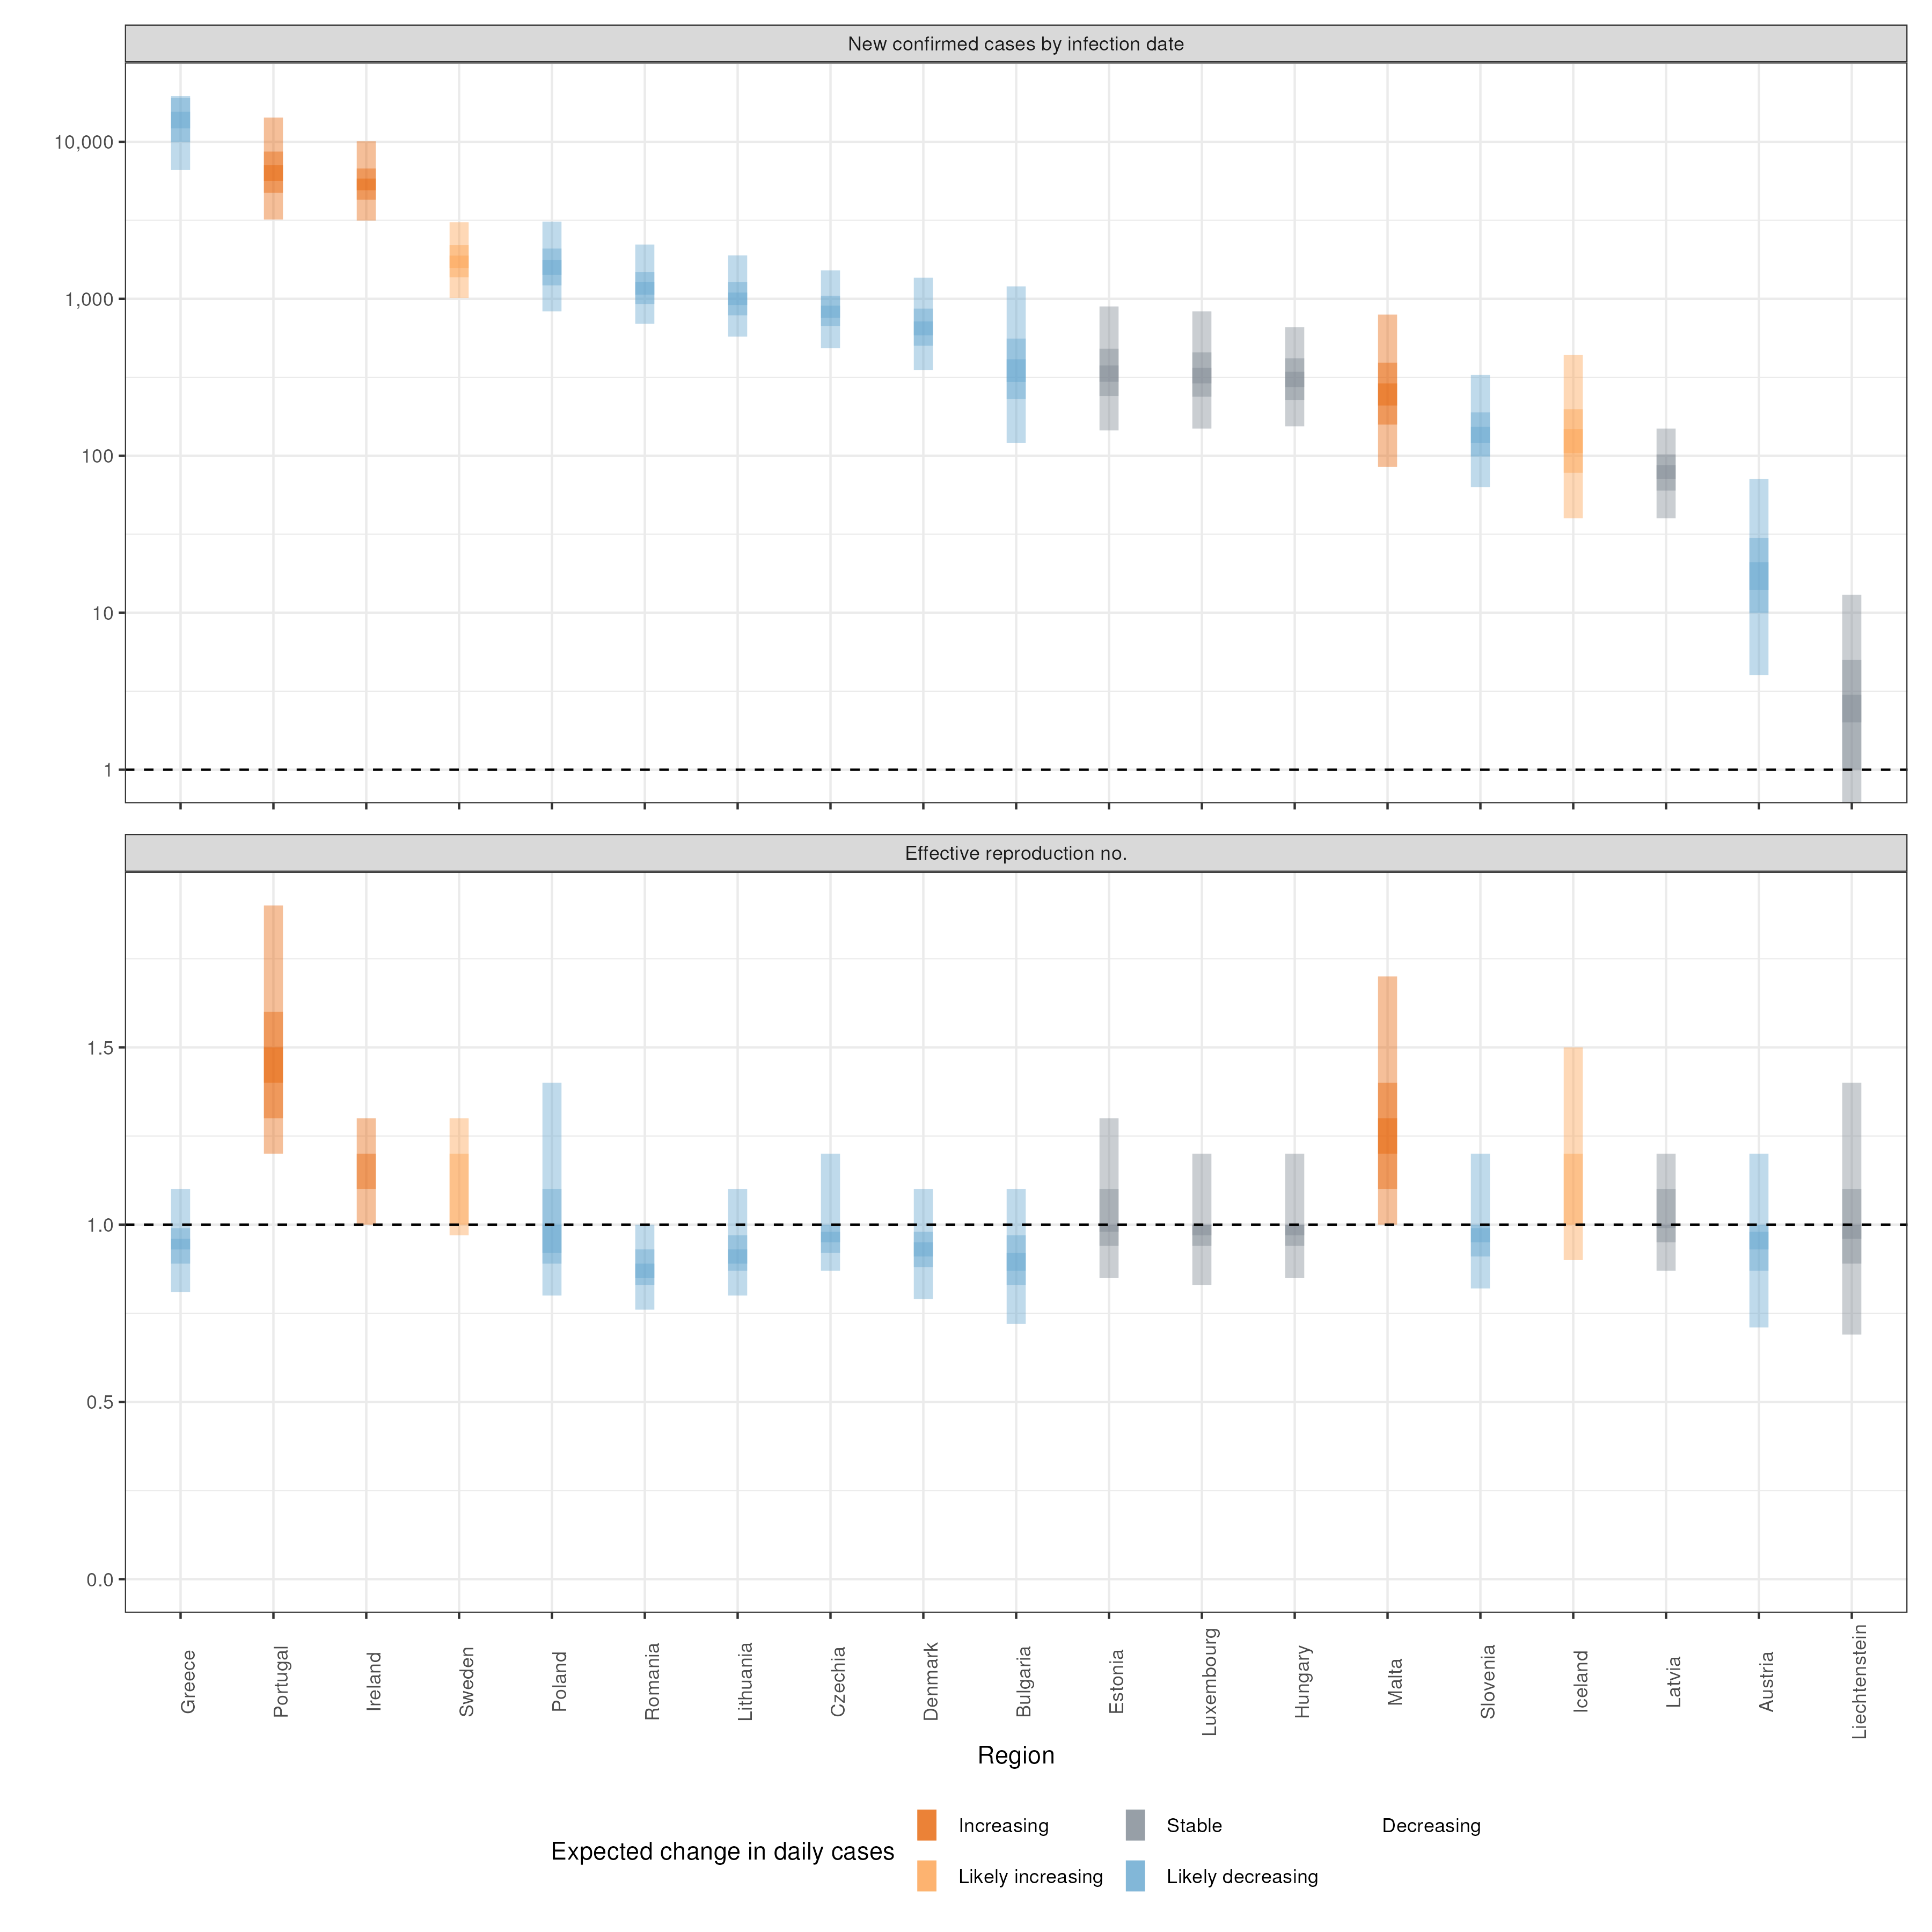 New confirmed cases by infection date
10,000
1,000
100
10
1
Effective reproduction no.
1.5
1.0
0.5
0.0
Greece
Portugal
Ireland
Sweden
Poland
Romania
Lithuania
Czechia
Denmark
Bulgaria
Estonia
Luxembourg
Hungary
Malta
Slovenia
Iceland
Latvia
Austria
Liechtenstein
Region
Expected change in daily cases
Increasing
Likely increasing
Stable
Likely decreasing
Decreasing